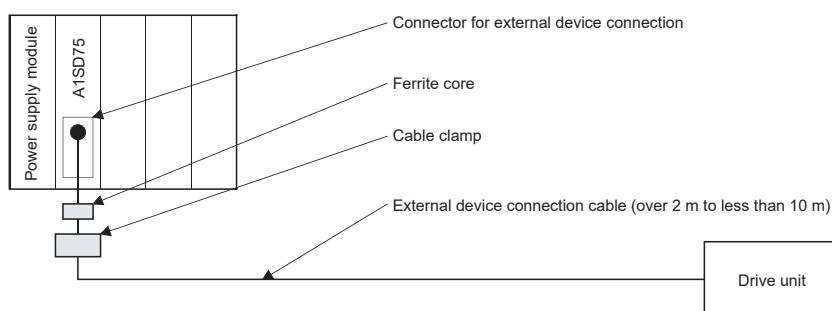 Power supply module
A1SD75
Connector for external device connection
Ferrite core
Cable clamp
External device connection cable (over 2 m to less than 10 m)
Drive unit